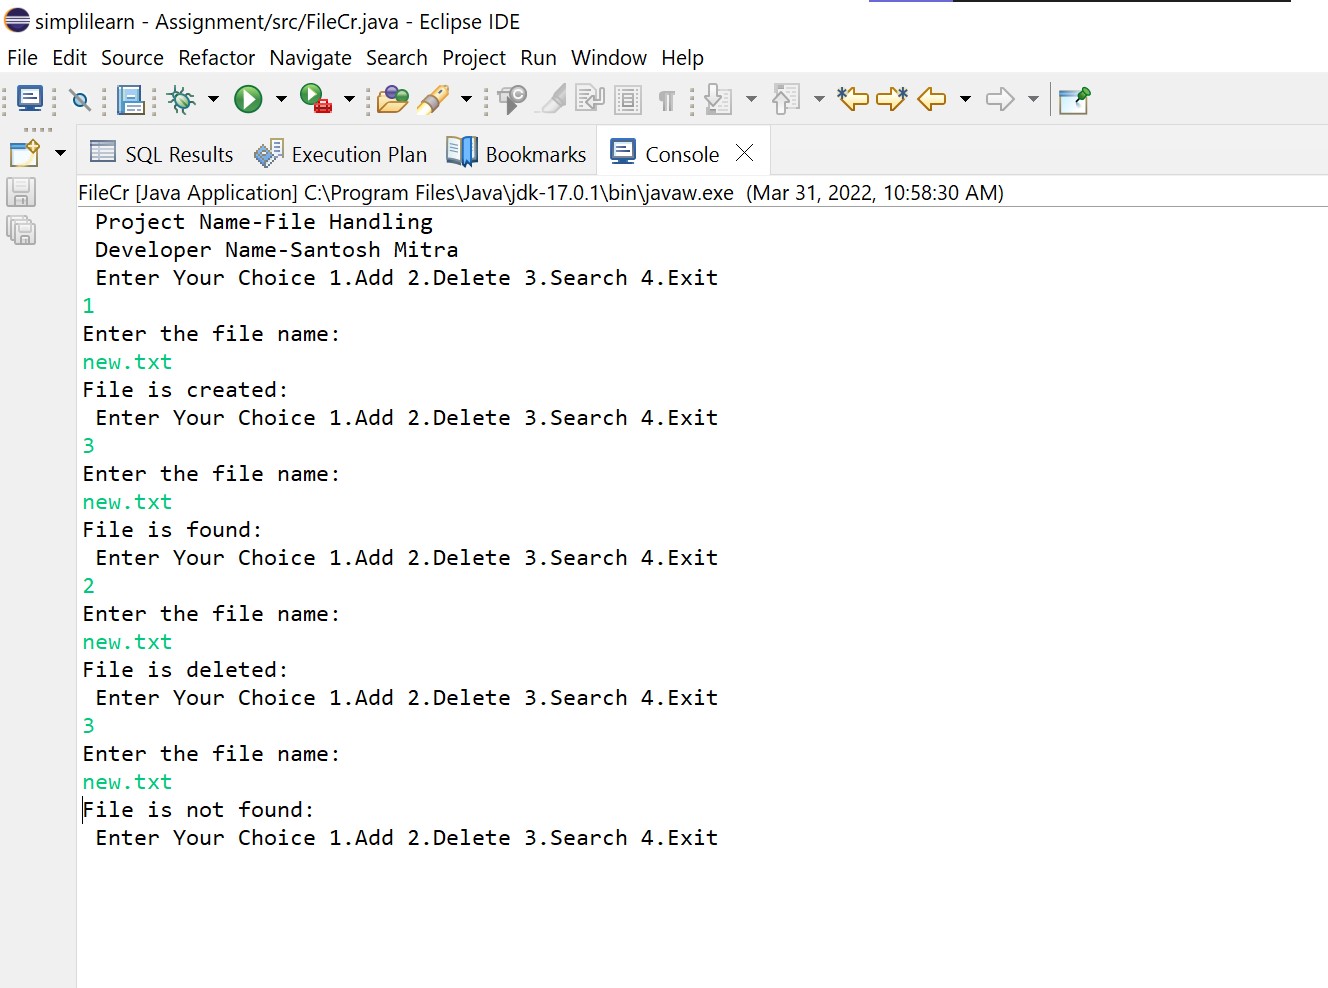 simplilearn - Assignment/src/FileCr.java - Eclipse IDE
File Edit Source Refactor Navigate Search Project Run Window Help
SQL Results Execution Plan Bookmarks Console
FileCr [Java Application] C:\Program Files\Java\jdk-17.0.1\bin\javaw.exe (Mar 31, 2022, 10:58:30 AM)
Project Name-File Handling
Developer Name-Santosh Mitra
Enter Your Choice 1.Add 2.Delete 3.Search 4.Exit
1
Enter the file name:
new.txt
File is created:
Enter Your Choice 1.Add 2.Delete 3.Search 4.Exit
3
Enter the file name:
new.txt
File is found:
Enter Your Choice 1.Add 2.Delete 3.Search 4.Exit
2
Enter the file name:
new.txt
File is deleted:
Enter Your Choice 1.Add 2.Delete 3.Search 4.Exit
3
Enter the file name:
new.txt
File is not found:
Enter Your Choice 1.Add 2.Delete 3.Search 4.Exit